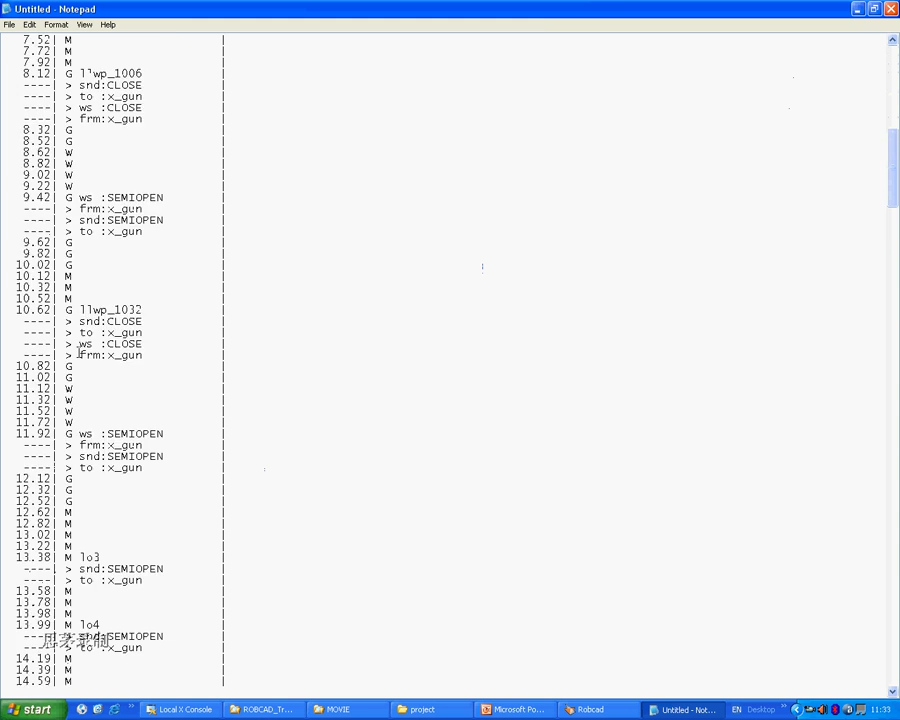 Untitled - Notepad
File Edit Format View Help
7.52| M |
7.72| M |
7.92| M |
8.12| G llwp_1006 |
----| > snd:CLOSE |
----| > to :x_gun |
----| > ws :CLOSE |
----| > frm:x_gun |
8.32| G |
8.52| G |
8.62| W |
8.82| W |
9.02| W |
9.22| W |
9.42| G ws :SEMIOPEN |
----| > frm:x_gun |
----| > snd:SEMIOPEN |
----| > to :x_gun |
9.62| G |
9.82| G |
10.02| G |
10.12| M |
10.32| M |
10.52| M |
10.62| G llwp_1032 |
----| > snd:CLOSE |
----| > to :x_gun |
----| > ws :CLOSE |
----| > frm:x_gun |
10.82| G |
11.02| G |
11.12| W |
11.32| W |
11.52| W |
11.72| W |
11.92| G ws :SEMIOPEN |
----| > frm:x_gun |
----| > snd:SEMIOPEN |
----| > to :x_gun |
12.12| G |
12.32| G |
12.52| G |
12.62| M |
12.82| M |
13.02| M |
13.22| M |
13.38| M lo3 |
----| > snd:SEMIOPEN |
----| > to :x_gun |
13.58| M |
13.78| M |
13.98| M |
13.99| M lo4 |
----| > snd:SEMIOPEN |
----| > to :x_gun |
14.19| M |
14.39| M |
14.59| M |
start Local X Console ROBCAD_Tr... MOVIE project Microsoft Po... Robcad Untitled - Not... EN Desktop 11:33